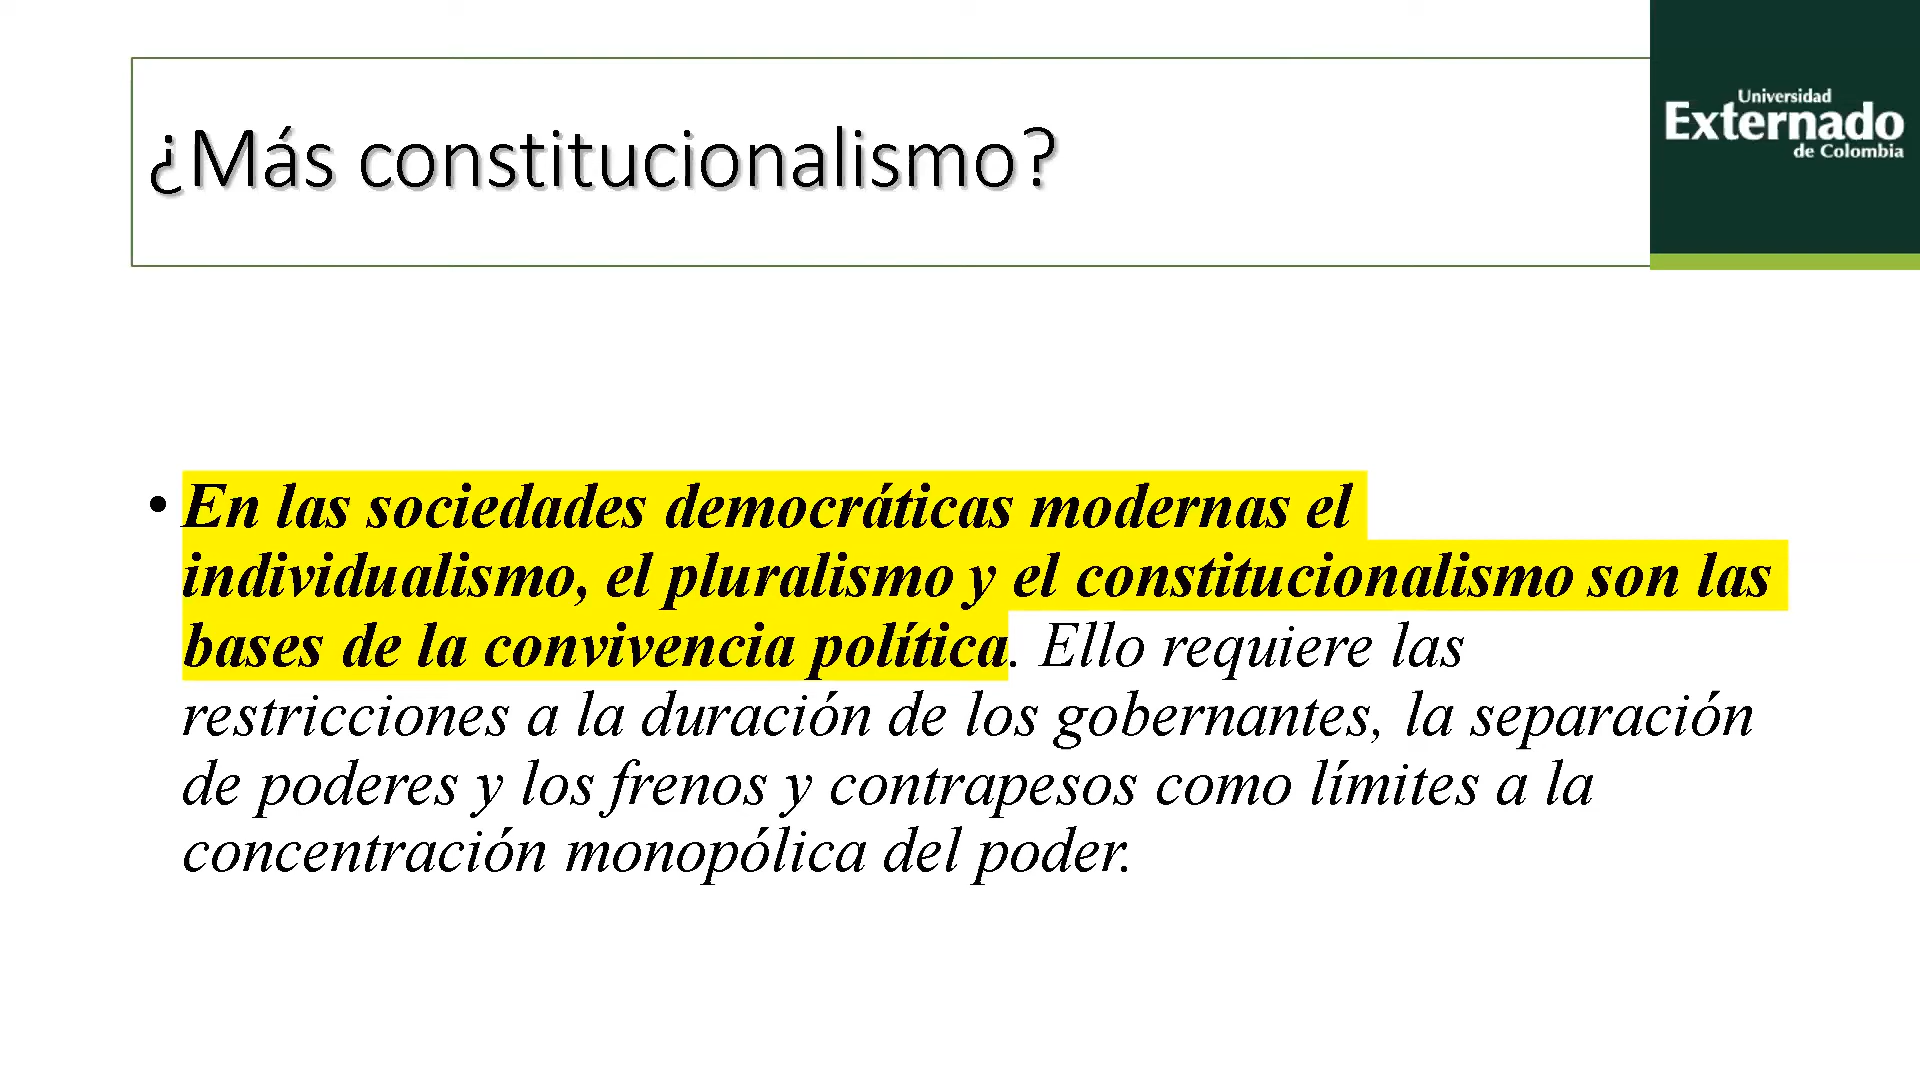 ¿Más constitucionalismo?
Universidad
Externado
de Colombia
• En las sociedades democráticas modernas el
individualismo, el pluralismo y el constitucionalismo son las
bases de la convivencia política. Ello requiere las
restricciones a la duración de los gobernantes, la separación
de poderes y los frenos y contrapesos como límites a la
concentración monopólica del poder.